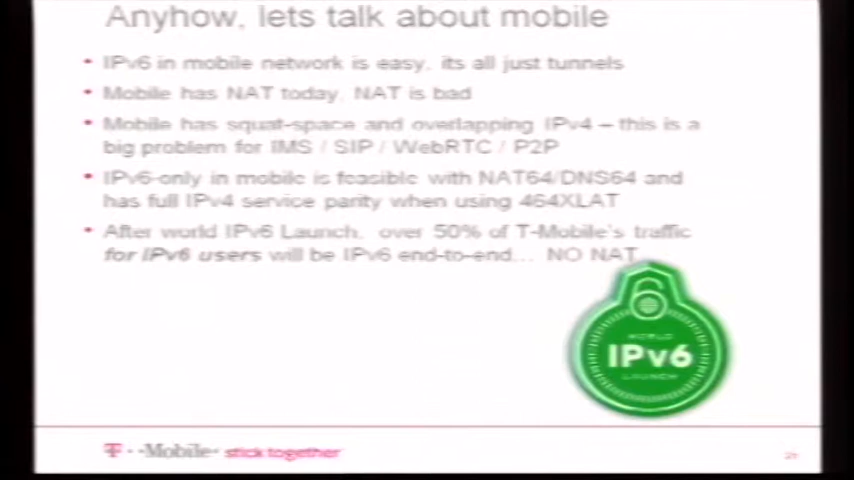 Anyhow, lets talk about mobile
• IPv6 in mobile network is easy, its all just tunnels
• Mobile has NAT today, NAT is bad
• Mobile has squat-space and overlapping IPv4 – this is a
big problem for IMS / SIP / WebRTC / P2P
• IPv6-only in mobile is feasible with NAT64/DNS64 and
has full IPv4 service parity when using 464XLAT
• After world IPv6 Launch, over 50% of T-Mobile's traffic
for IPv6 users will be IPv6 end-to-end... NO NAT
6
WORLD
IPv6
LAUNCH
T··Mobile· stick together